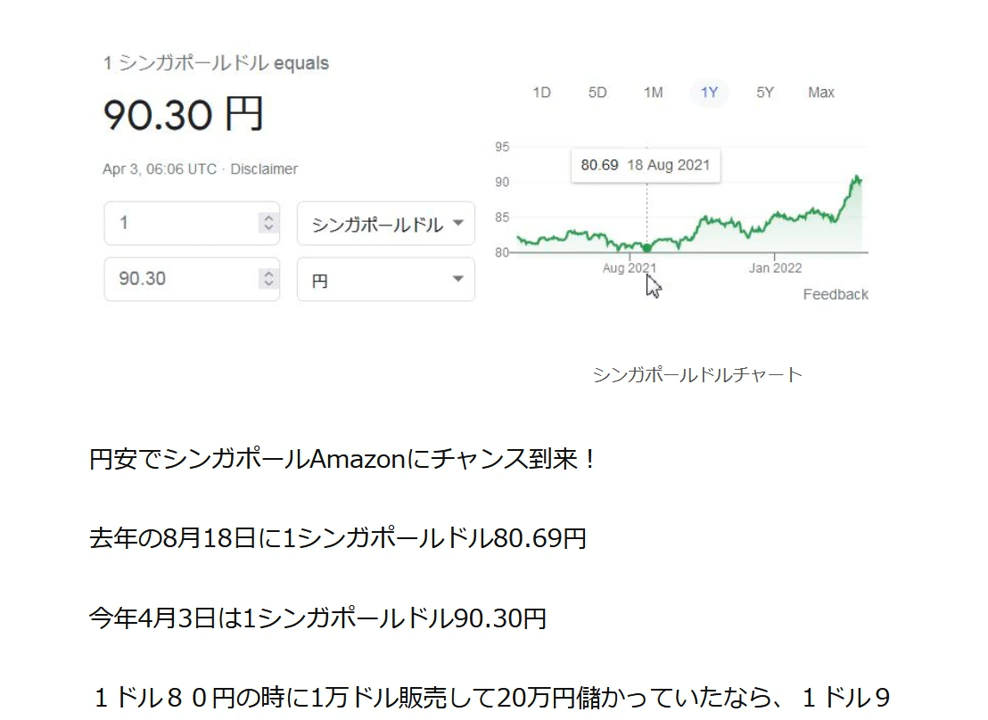 1 シンガポールドル equals
90.30 円
Apr 3, 06:06 UTC · Disclaimer
1
シンガポールドル
90.30
円
1D 5D 1M 1Y 5Y Max
95
80.69 18 Aug 2021
90
85
80
Aug 2021 Jan 2022
Feedback
シンガポールドルチャート
円安でシンガポールAmazonにチャンス到来！
去年の8月18日に1シンガポールドル80.69円
今年4月3日は1シンガポールドル90.30円
１ドル８０円の時に1万ドル販売して20万円儲かっていたなら、１ドル９